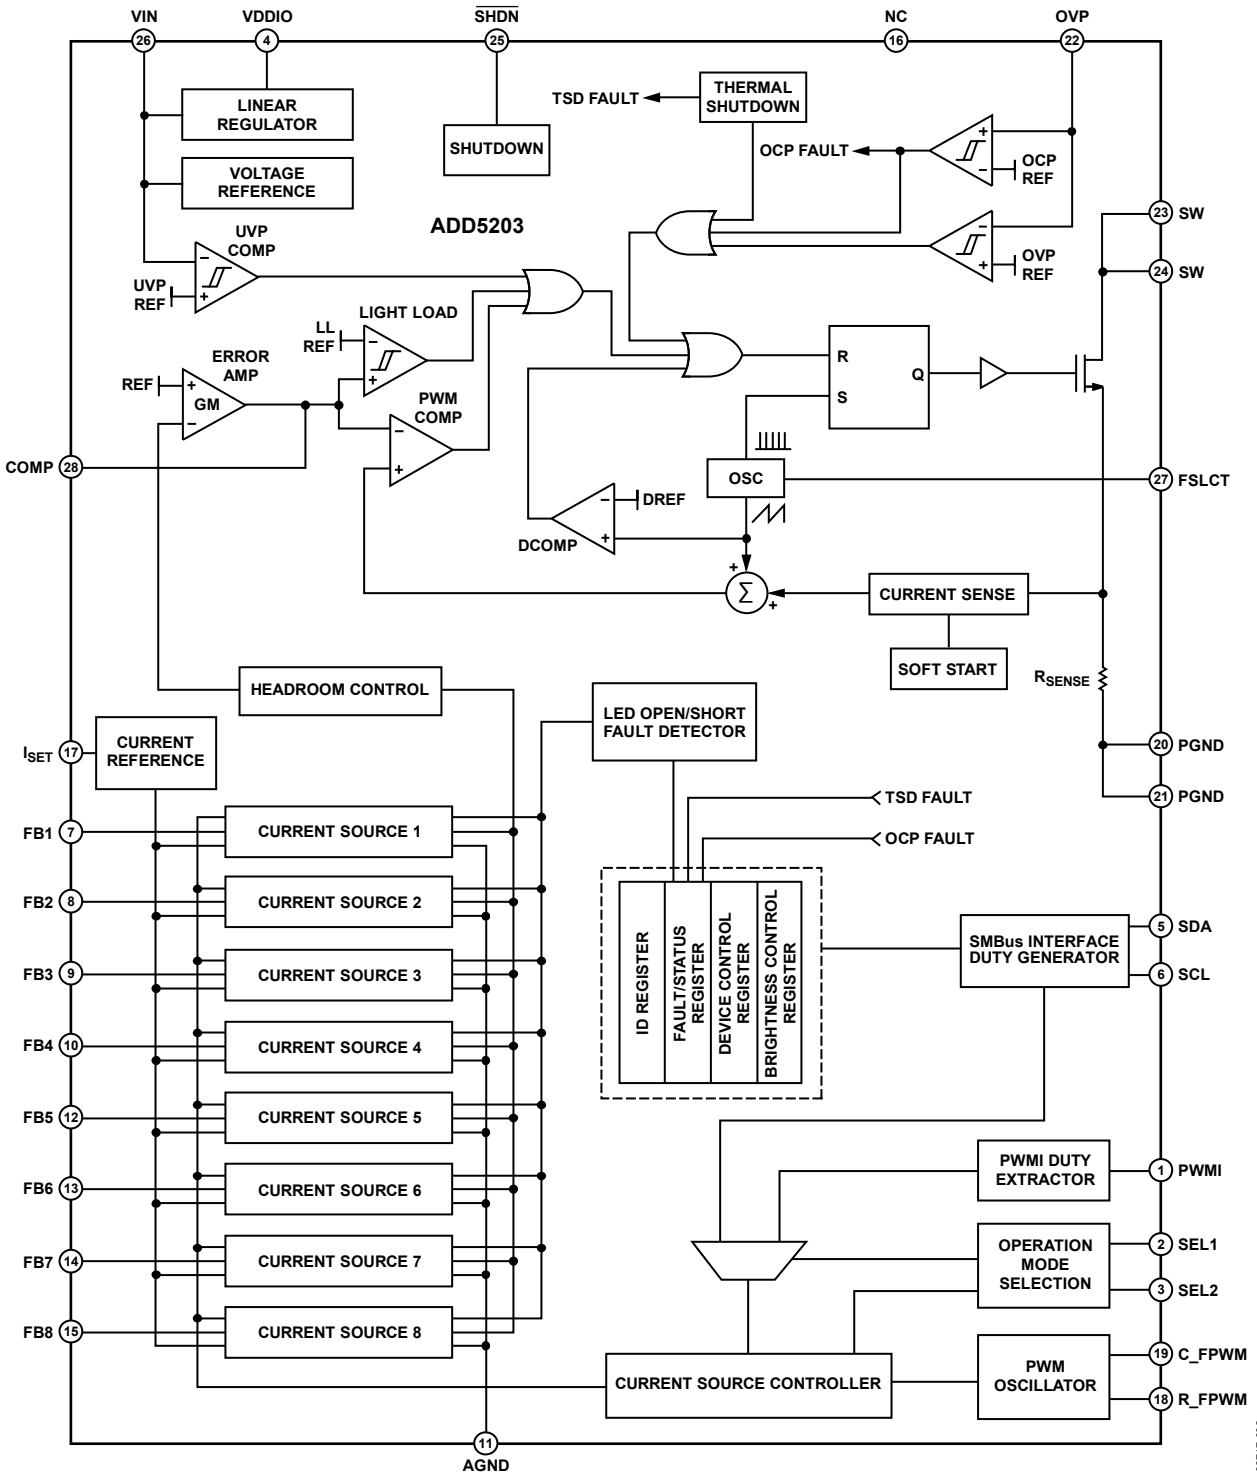 VIN
VDDIO
SHDN
NC
OVP
26
4
25
16
22
LINEAR
REGULATOR
VOLTAGE
REFERENCE
SHUTDOWN
TSD FAULT
THERMAL
SHUTDOWN
OCP FAULT
+
−
OCP
REF
−
+
OVP
REF
ADD5203
23
SW
24
SW
UVP
COMP
−
+
UVP
REF
LIGHT LOAD
LL
REF
−
+
ERROR
AMP
REF
+
GM
−
PWM
COMP
−
+
R
S
Q
COMP
28
OSC
27
FSLCT
−
DREF
+
DCOMP
+
Σ
+
CURRENT SENSE
SOFT START
RSENSE
HEADROOM CONTROL
LED OPEN/SHORT
FAULT DETECTOR
ISET
17
CURRENT
REFERENCE
20
PGND
21
PGND
TSD FAULT
OCP FAULT
FB1
7
CURRENT SOURCE 1
FB2
8
CURRENT SOURCE 2
FB3
9
CURRENT SOURCE 3
FB4
10
CURRENT SOURCE 4
FB5
12
CURRENT SOURCE 5
FB6
13
CURRENT SOURCE 6
FB7
14
CURRENT SOURCE 7
FB8
15
CURRENT SOURCE 8
ID REGISTER
FAULT/STATUS
REGISTER
DEVICE CONTROL
REGISTER
BRIGHTNESS CONTROL
REGISTER
SMBus INTERFACE
DUTY GENERATOR
5
SDA
6
SCL
PWMI DUTY
EXTRACTOR
1
PWMI
OPERATION
MODE
SELECTION
2
SEL1
3
SEL2
CURRENT SOURCE CONTROLLER
PWM
OSCILLATOR
19
C_FPWM
18
R_FPWM
11
AGND